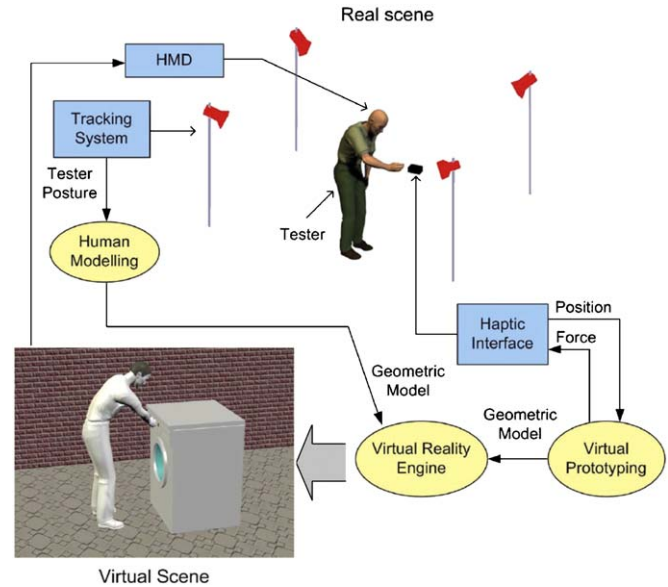 Real scene
HMD
Tracking
System
Tester
Posture
Tester
Human
Modelling
Haptic
Interface
Position
Force
Geometric
Model
Geometric
Model
Virtual Reality
Engine
Virtual
Prototyping
Virtual Scene